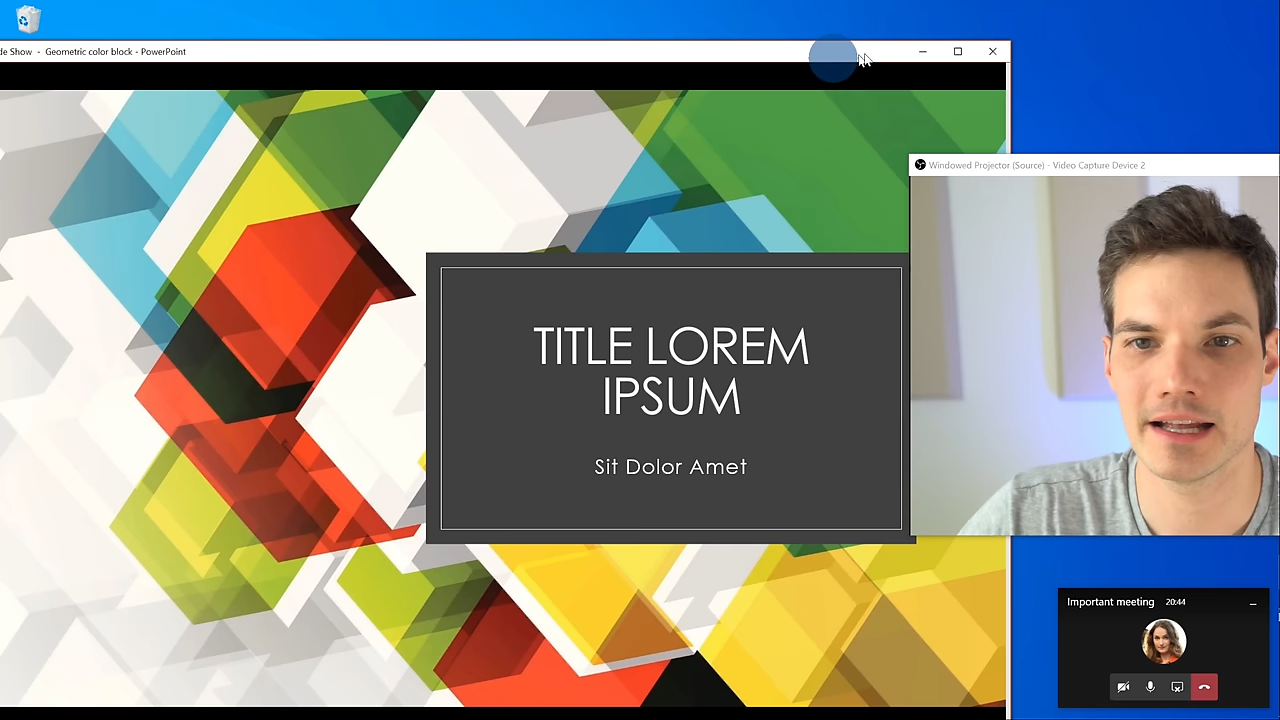 de Show - Geometric color block - PowerPoint
Windowed Projector (Source) - Video Capture Device 2
TITLE LOREM
IPSUM
Sit Dolor Amet
Important meeting 20:44